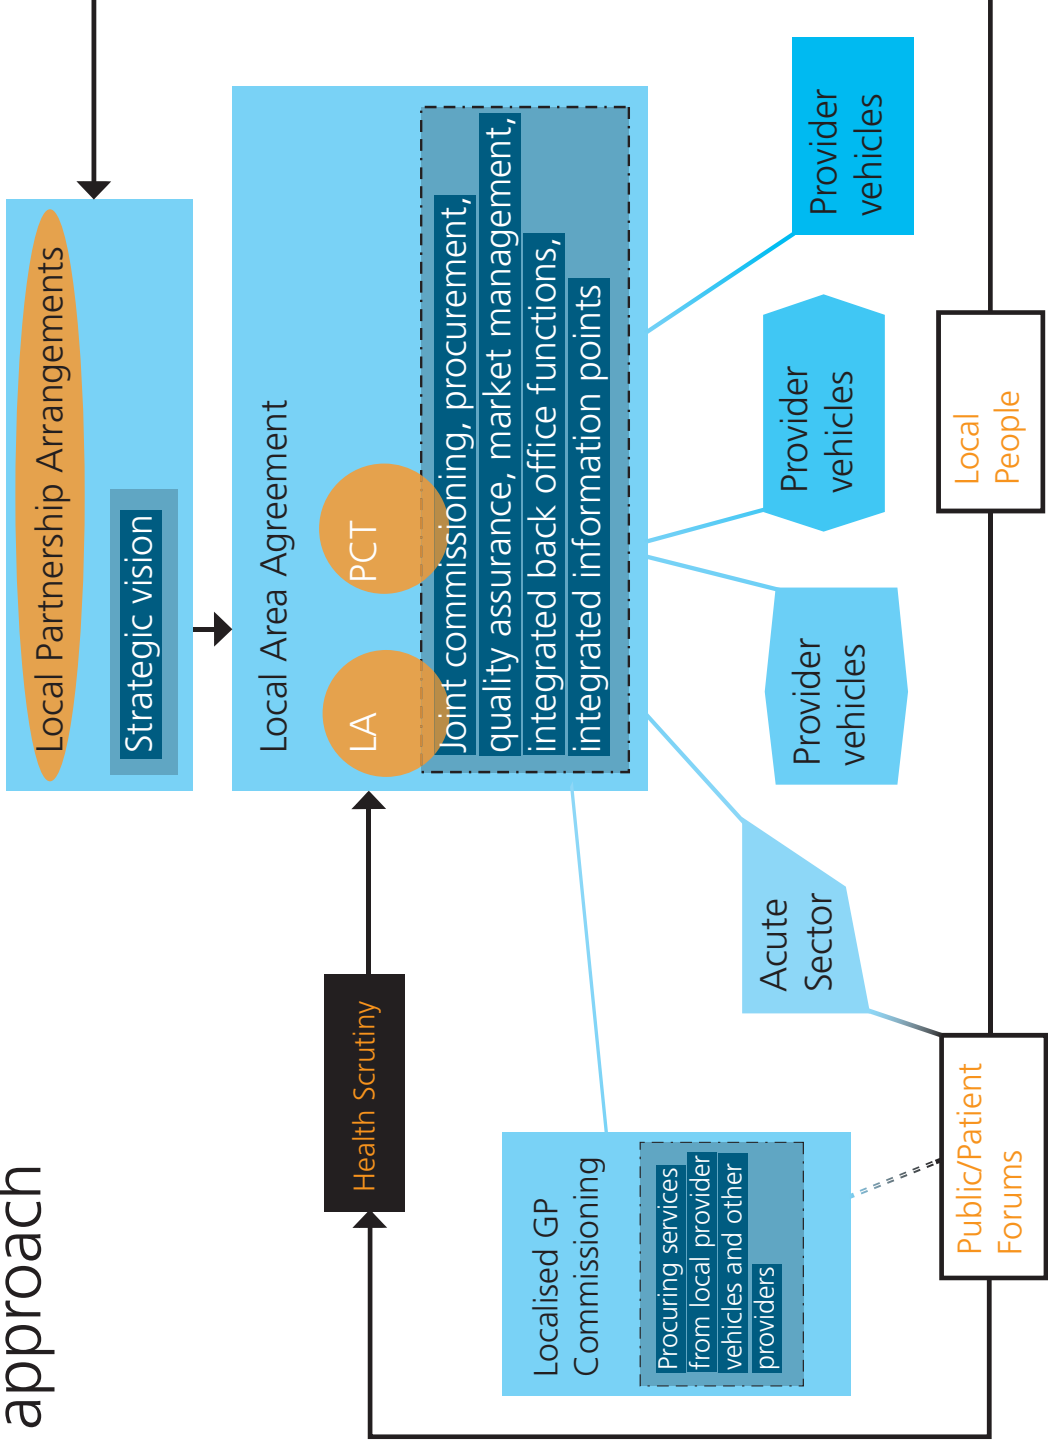 approach
Local Partnership Arrangements
Strategic vision
Local Area Agreement
LA
PCT
Joint commissioning, procurement,
quality assurance, market management,
integrated back office functions,
integrated information points
Health Scrutiny
Localised GP
Commissioning
Procuring services
from local provider
vehicles and other
providers
Acute
Sector
Provider
vehicles
Provider
vehicles
Provider
vehicles
Public/Patient
Forums
Local
People